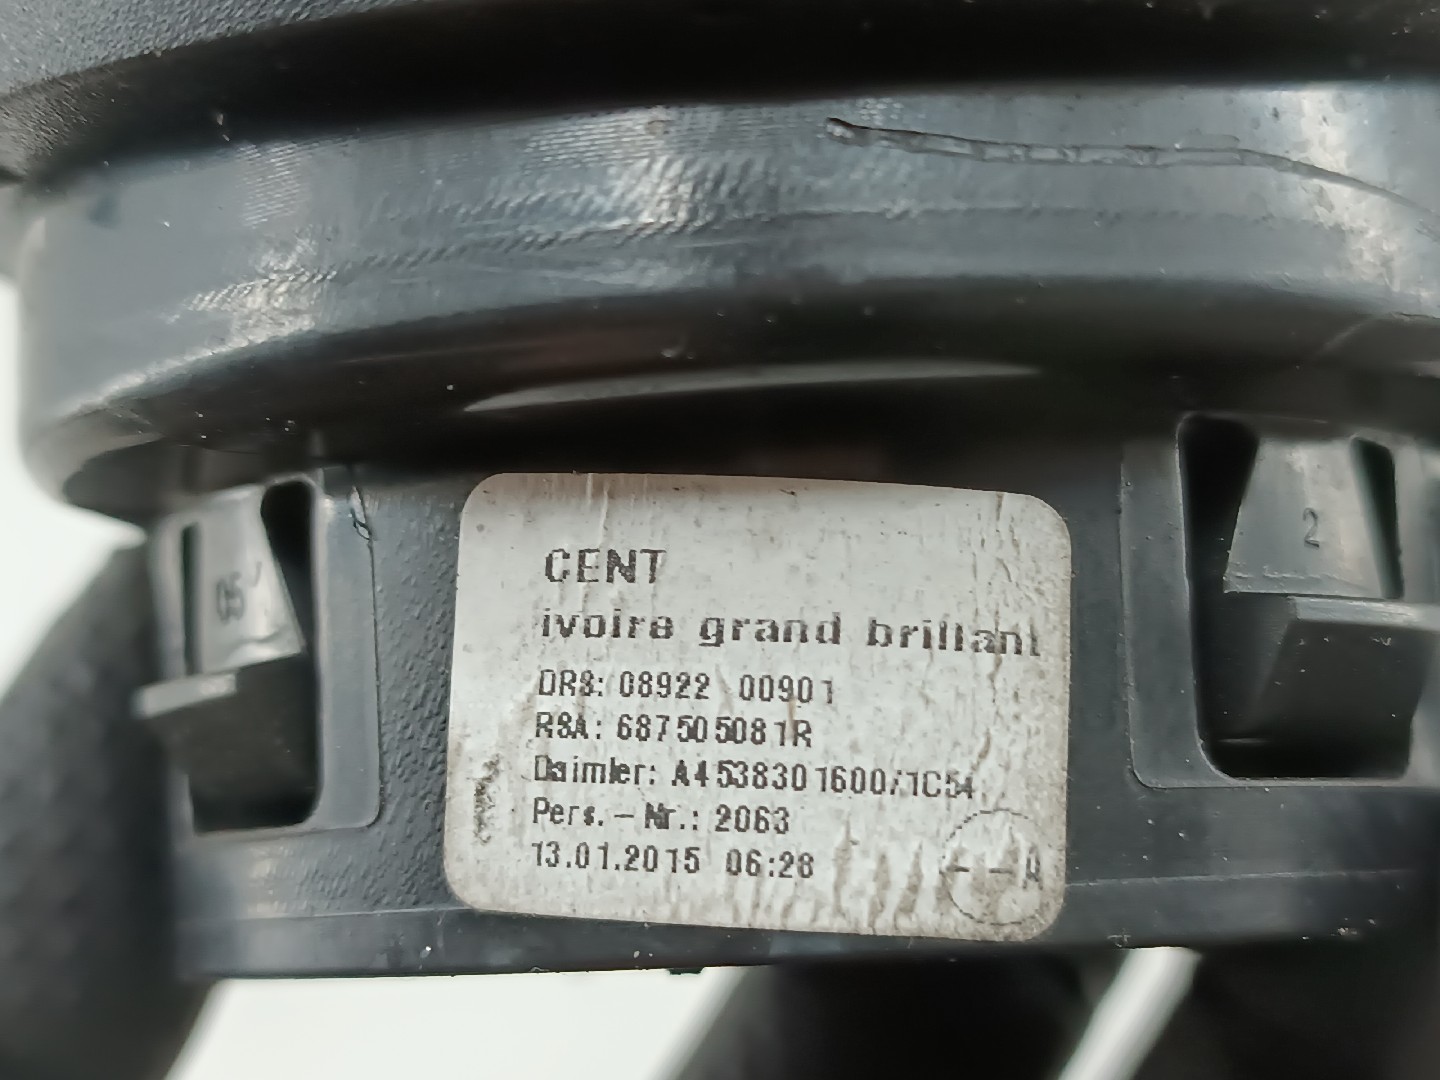 CENT
ivoire grand brillant
DRS: 08922 00901
RSA: 687505081R
Daimler: A4538301600/1C54
Pers.-Nr.: 2063
13.01.2015 06:28
--A
05
2